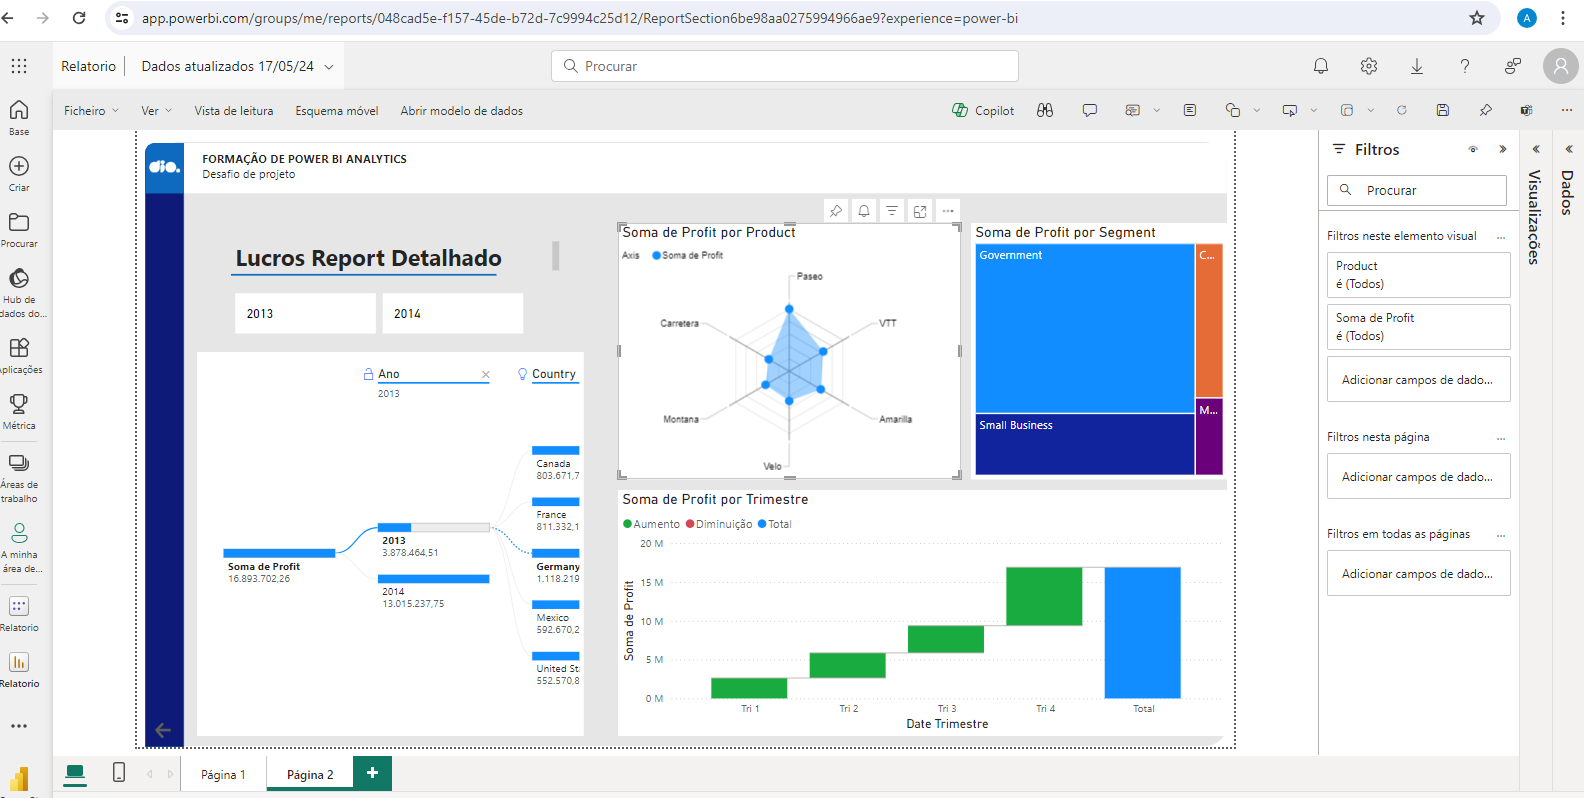 app.powerbi.com/groups/me/reports/048cad5e-f157-45de-b72d-7c9994c25d12/ReportSection6be98aa0275994966ae9?experience=power-bi
A
Relatorio
Dados atualizados 17/05/24
Procurar
Ficheiro
Ver
Vista de leitura
Esquema móvel
Abrir modelo de dados
Copilot
Base
Criar
Procurar
Hub de
dados do...
Aplicações
Métrica
Áreas de
trabalho
A minha
área de...
Relatorio
Relatorio
dio.
FORMAÇÃO DE POWER BI ANALYTICS
Desafio de projeto
Lucros Report Detalhado
2013
2014
Ano
2013
Country
Soma de Profit
16.893.702,26
2013
3.878.464,51
2014
13.015.237,75
Canada
803.671,7
France
811.332,1
Germany
1.118.219
Mexico
592.670,2
United St
552.570,8
Soma de Profit por Product
Axis
Soma de Profit
Paseo
VTT
Amarilla
Velo
Montana
Carretera
Soma de Profit por Segment
Government
Small Business
C...
M...
Soma de Profit por Trimestre
Aumento
Diminuição
Total
Soma de Profit
20 M
15 M
10 M
5 M
0 M
Tri 1
Tri 2
Tri 3
Tri 4
Total
Date Trimestre
Filtros
Procurar
Filtros neste elemento visual
Product
é (Todos)
Soma de Profit
é (Todos)
Adicionar campos de dado...
Filtros nesta página
Adicionar campos de dado...
Filtros em todas as páginas
Adicionar campos de dado...
Visualizações
Dados
Página 1
Página 2